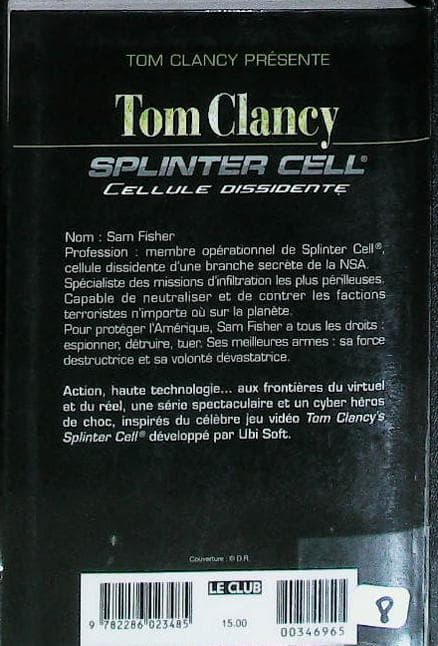 TOM CLANCY PRÉSENTE
Tom Clancy
SPLINTER CELL®
CELLULE DISSIDENTE
Nom : Sam Fisher
Profession : membre opérationnel de Splinter Cell®,
cellule dissidente d'une branche secrète de la NSA.
Spécialiste des missions d'infiltration les plus périlleuses.
Capable de neutraliser et de contrer les factions
terroristes n'importe où sur la planète.
Pour protéger l'Amérique, Sam Fisher a tous les droits :
espionner, détruire, tuer. Ses meilleures armes : sa force
destructrice et sa volonté dévastatrice.
Action, haute technologie... aux frontières du virtuel
et du réel, une série spectaculaire et un cyber héros
de choc, inspirés du célèbre jeu vidéo Tom Clancy's
Splinter Cell® développé par Ubi Soft.
Couverture : © D.R.
LE CLUB
9 782286 023485
15.00
00346965
8